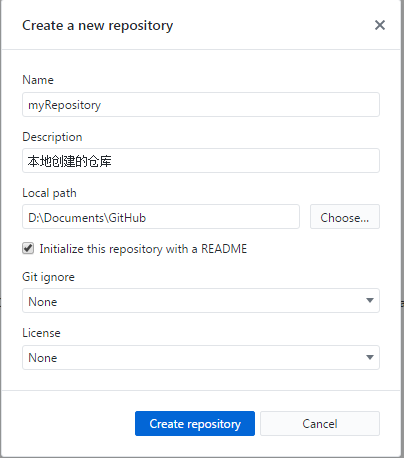 Create a new repository
Name
myRepository
Description
本地创建的仓库
Local path
D:\Documents\GitHub
Choose...
Initialize this repository with a README
Git ignore
None
License
None
Create repository
Cancel